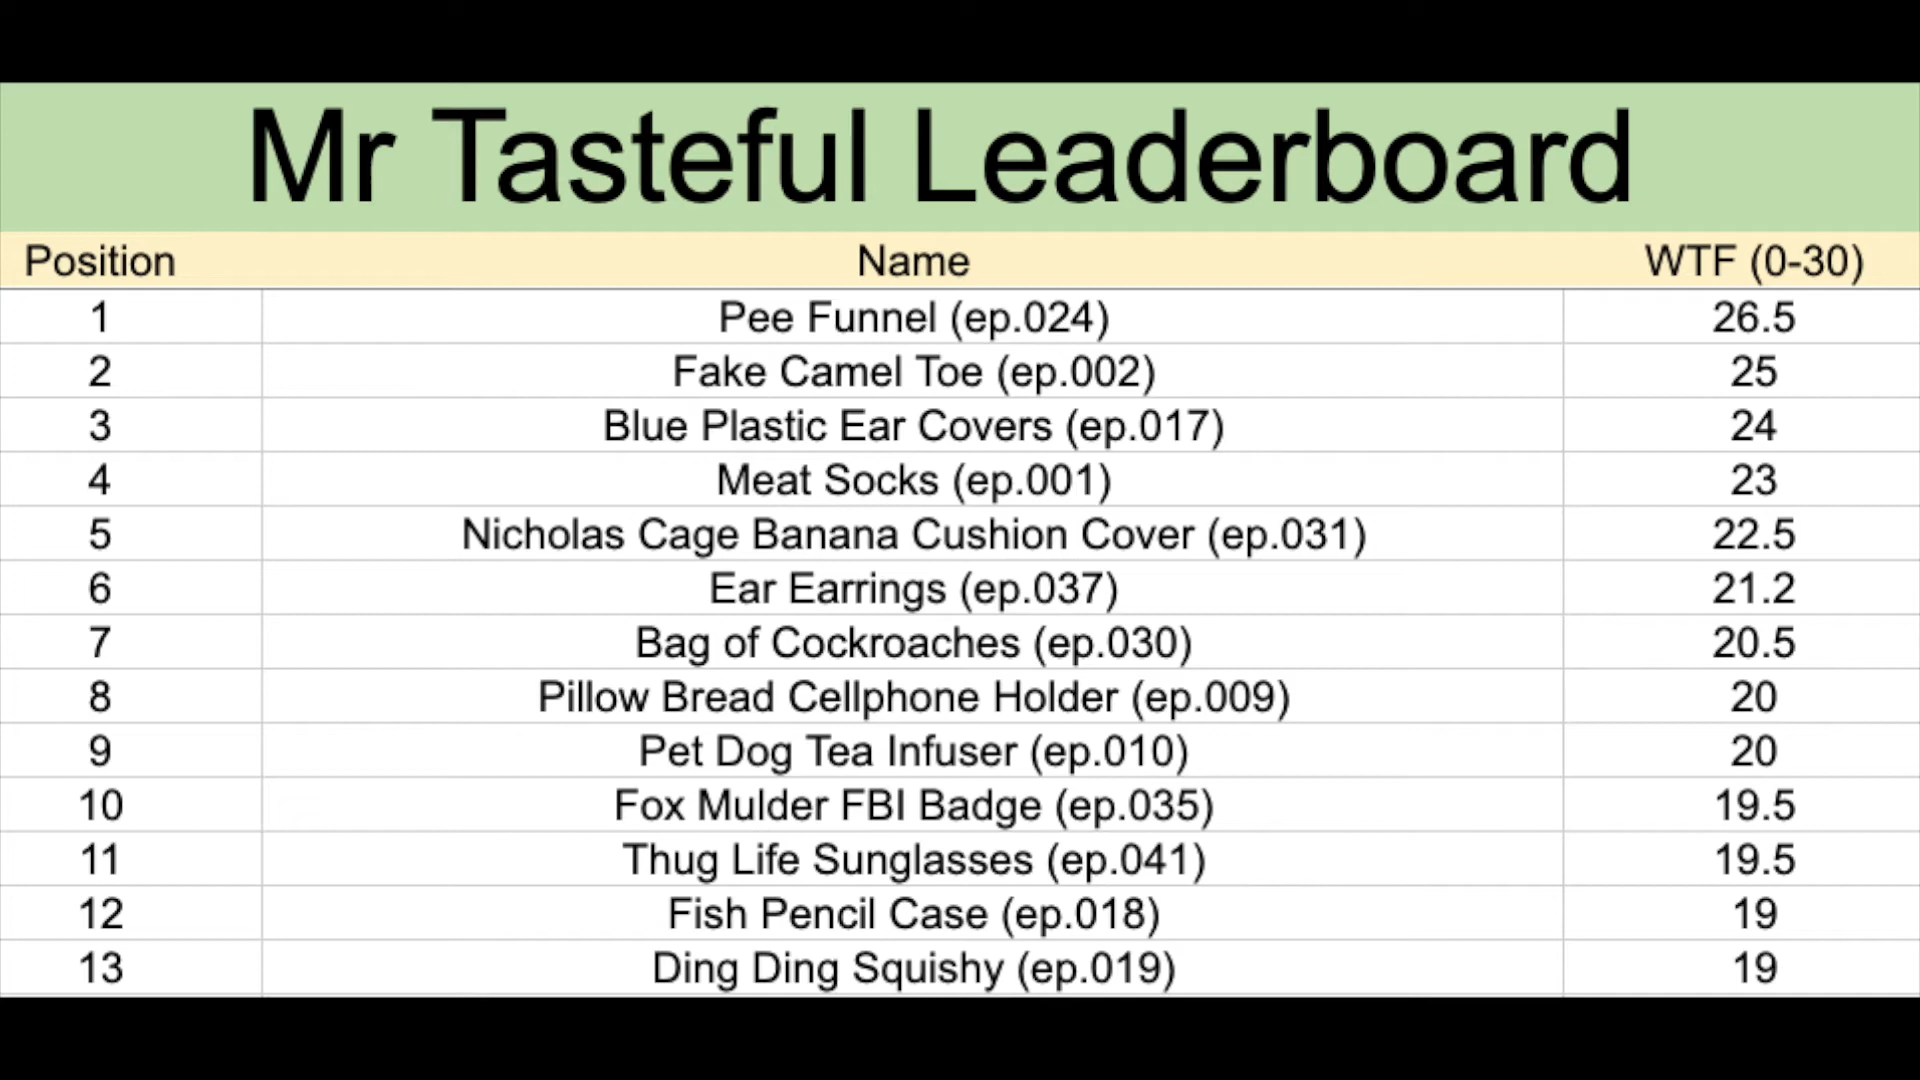 Mr Tasteful Leaderboard
Position Name WTF (0-30)
1 Pee Funnel (ep.024) 26.5
2 Fake Camel Toe (ep.002) 25
3 Blue Plastic Ear Covers (ep.017) 24
4 Meat Socks (ep.001) 23
5 Nicholas Cage Banana Cushion Cover (ep.031) 22.5
6 Ear Earrings (ep.037) 21.2
7 Bag of Cockroaches (ep.030) 20.5
8 Pillow Bread Cellphone Holder (ep.009) 20
9 Pet Dog Tea Infuser (ep.010) 20
10 Fox Mulder FBI Badge (ep.035) 19.5
11 Thug Life Sunglasses (ep.041) 19.5
12 Fish Pencil Case (ep.018) 19
13 Ding Ding Squishy (ep.019) 19